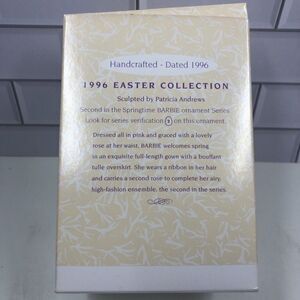 Handcrafted - Dated 1996
1996 EASTER COLLECTION
Sculpted by Patricia Andrews
Second in the Springtime BARBIE ornament Series
Look for series verification 2 on this ornament.
Dressed all in pink and graced with a lovely
rose at her waist, BARBIE welcomes spring
in an exquisite full-length gown with a bouffant
tulle overskirt. She wears a ribbon in her hair
and carries a second rose to complete her airy,
high-fashion ensemble, the second in the series.